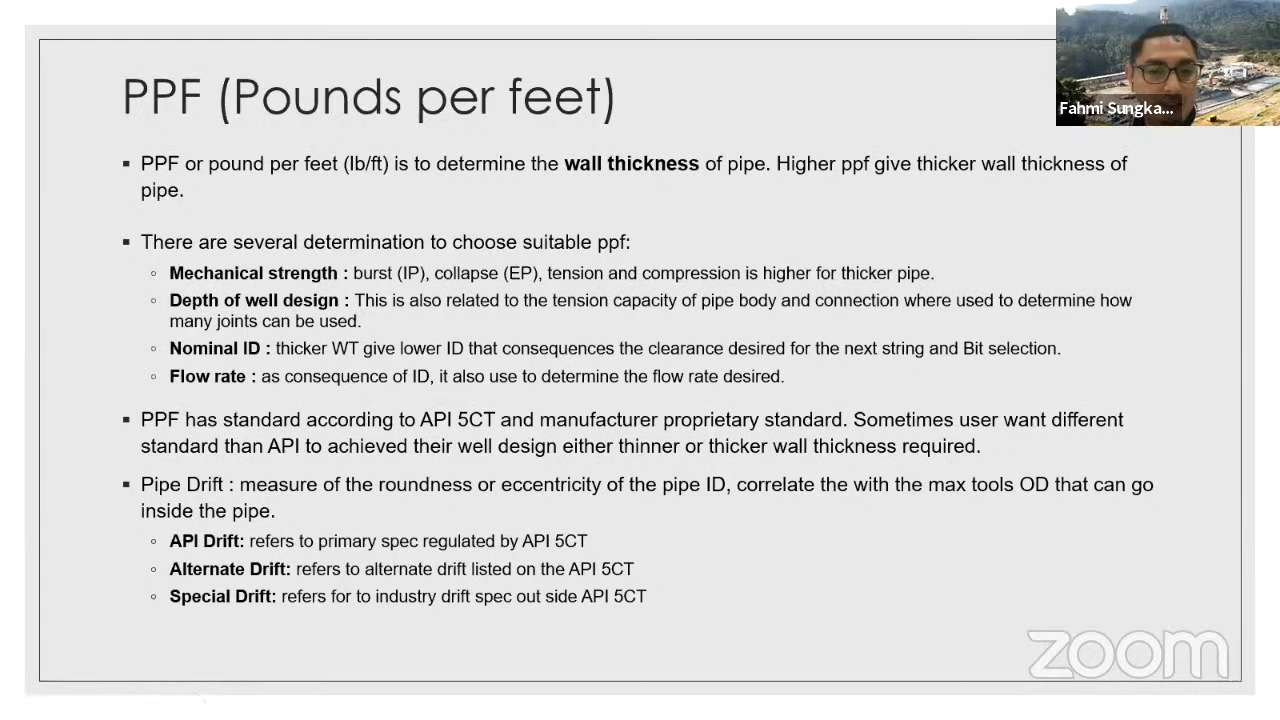 PPF (Pounds per feet)
Fahmi Sungka...
▪ PPF or pound per feet (lb/ft) is to determine the wall thickness of pipe. Higher ppf give thicker wall thickness of
pipe.
▪ There are several determination to choose suitable ppf:
◦ Mechanical strength : burst (IP), collapse (EP), tension and compression is higher for thicker pipe.
◦ Depth of well design : This is also related to the tension capacity of pipe body and connection where used to determine how
many joints can be used.
◦ Nominal ID : thicker WT give lower ID that consequences the clearance desired for the next string and Bit selection.
◦ Flow rate : as consequence of ID, it also use to determine the flow rate desired.
▪ PPF has standard according to API 5CT and manufacturer proprietary standard. Sometimes user want different
standard than API to achieved their well design either thinner or thicker wall thickness required.
▪ Pipe Drift : measure of the roundness or eccentricity of the pipe ID, correlate the with the max tools OD that can go
inside the pipe.
◦ API Drift: refers to primary spec regulated by API 5CT
◦ Alternate Drift: refers to alternate drift listed on the API 5CT
◦ Special Drift: refers for to industry drift spec out side API 5CT
zoom